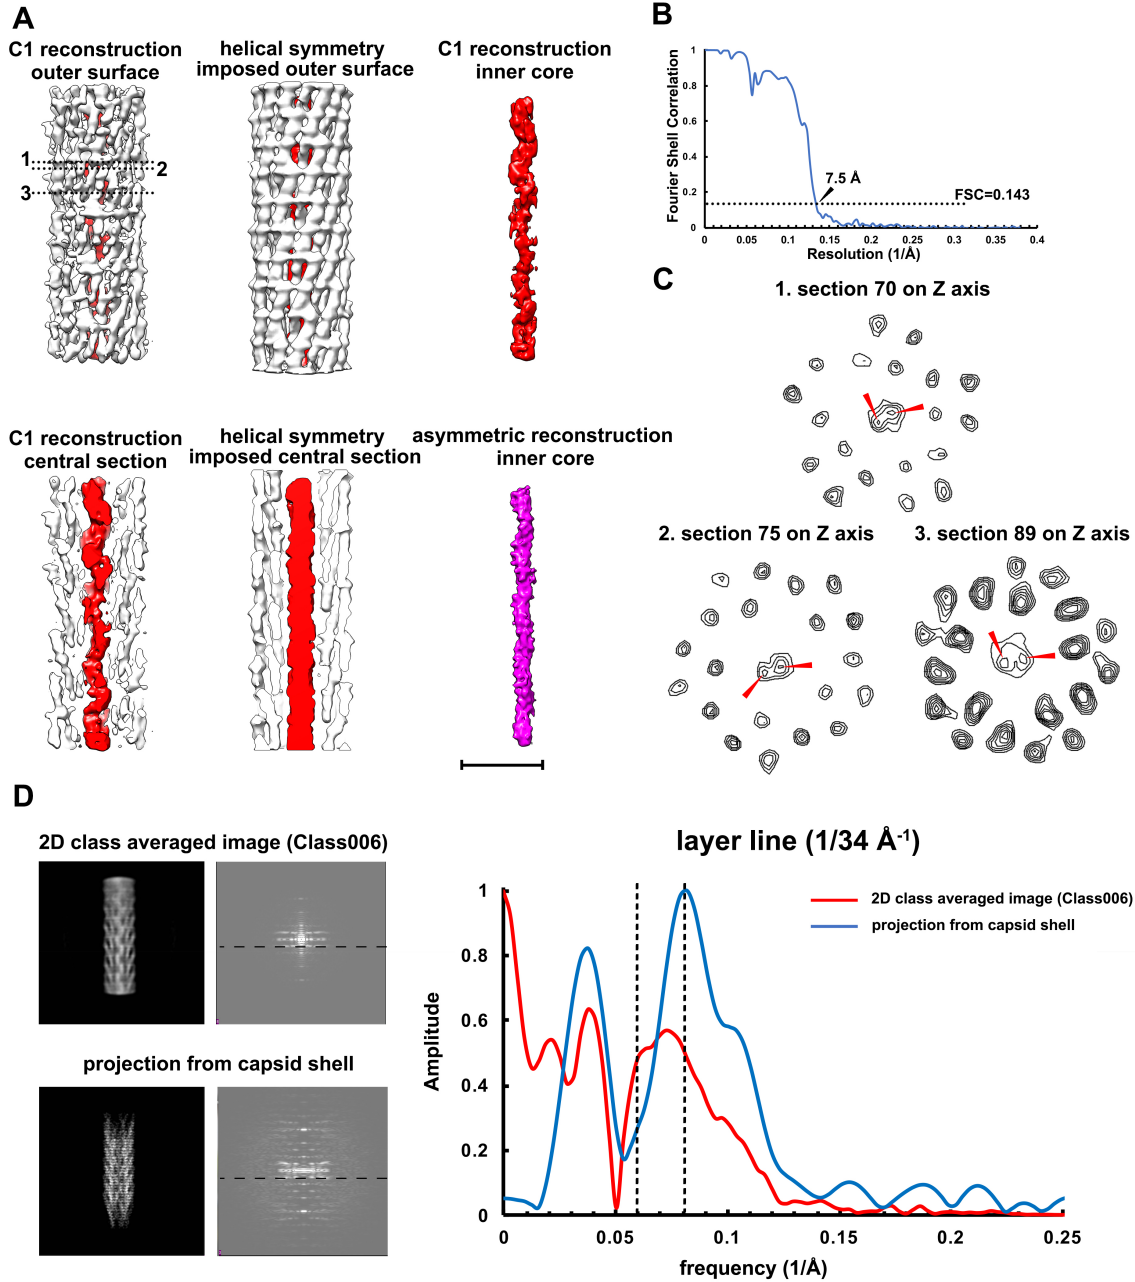 A
C1 reconstruction
outer surface
helical symmetry
imposed outer surface
C1 reconstruction
inner core
1
2
3
C1 reconstruction
central section
helical symmetry
imposed central section
asymmetric reconstruction
inner core
B
Fourier Shell Correlation
1
0.8
0.6
0.4
0.2
0
7.5 Å
FSC=0.143
0 0.05 0.1 0.15 0.2 0.25 0.3 0.35 0.4
Resolution (1/Å)
C
1. section 70 on Z axis
2. section 75 on Z axis
3. section 89 on Z axis
D
2D class averaged image (Class006)
projection from capsid shell
layer line (1/34 Å-1)
2D class averaged image (Class006)
projection from capsid shell
Amplitude
1
0.8
0.6
0.4
0.2
0
0 0.05 0.1 0.15 0.2 0.25
frequency (1/Å)